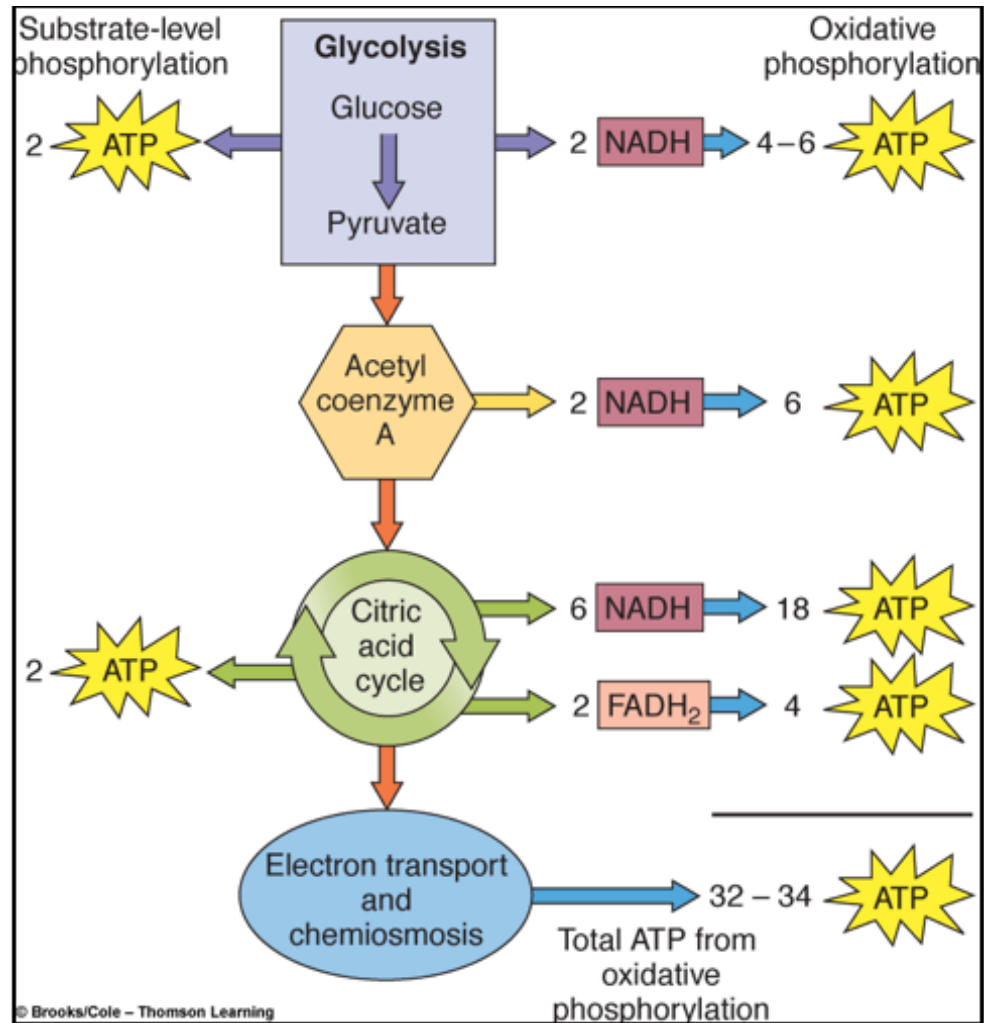 Substrate-level
phosphorylation
Glycolysis
Oxidative
phosphorylation
Glucose
Pyruvate
2 ATP
2 NADH
4–6 ATP
Acetyl
coenzyme
A
2 NADH
6 ATP
Citric
acid
cycle
2 ATP
6 NADH
18 ATP
2 FADH₂
4 ATP
Electron transport
and
chemiosmosis
32 – 34 ATP
Total ATP from
oxidative
phosphorylation
© Brooks/Cole – Thomson Learning